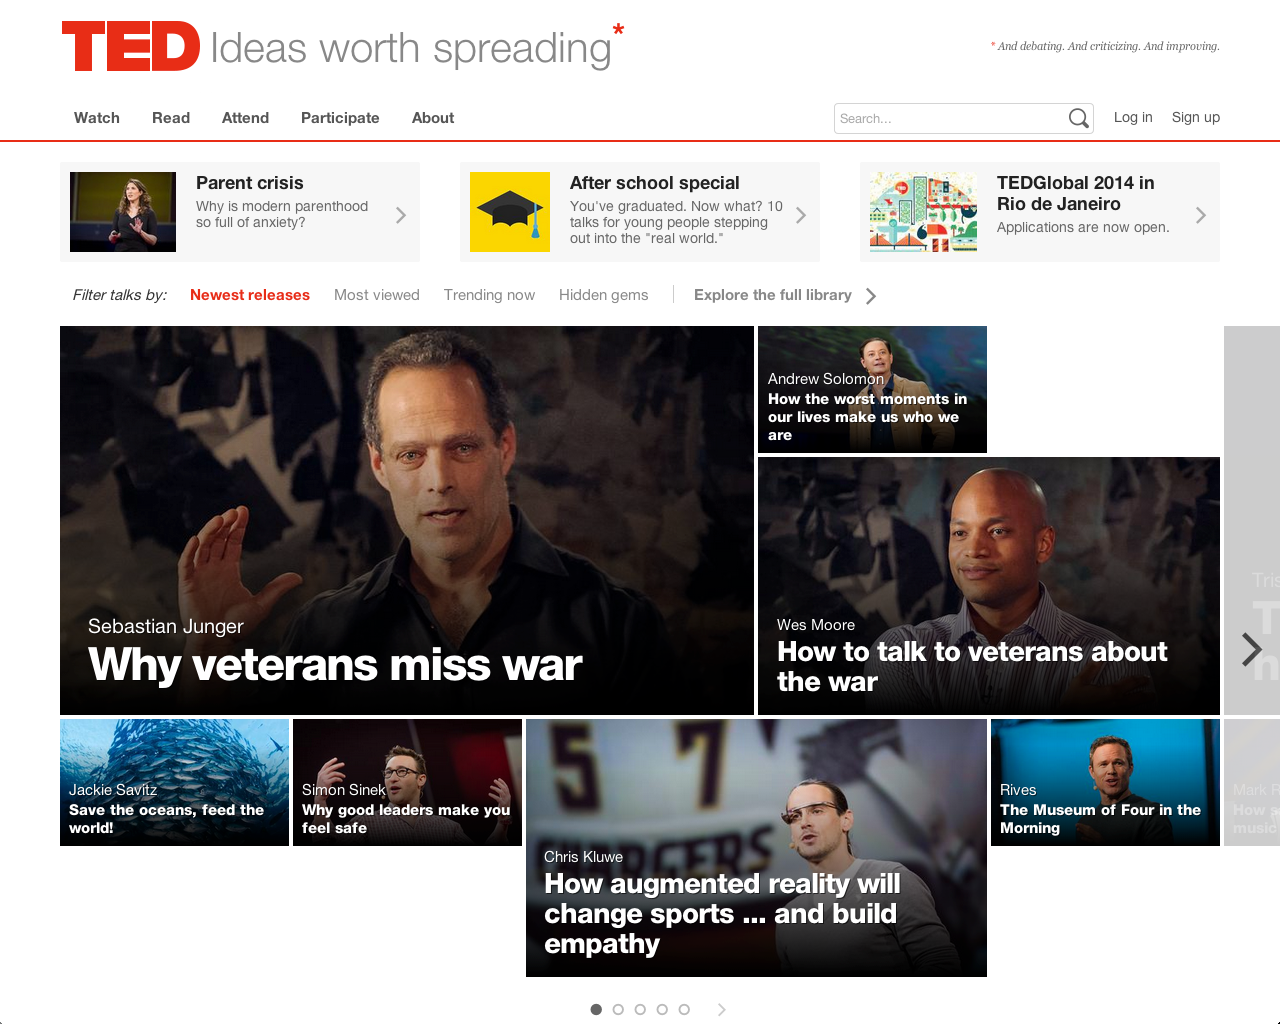 TED Ideas worth spreading*
* And debating. And criticizing. And improving.
Watch Read Attend Participate About
Search...
Log in Sign up
Parent crisis
Why is modern parenthood
so full of anxiety?
After school special
You've graduated. Now what? 10
talks for young people stepping
out into the "real world."
TEDGlobal 2014 in
Rio de Janeiro
Applications are now open.
Filter talks by: Newest releases Most viewed Trending now Hidden gems Explore the full library
Sebastian Junger
Why veterans miss war
Andrew Solomon
How the worst moments in
our lives make us who we
are
Wes Moore
How to talk to veterans about
the war
Jackie Savitz
Save the oceans, feed the
world!
Simon Sinek
Why good leaders make you
feel safe
57
Chris Kluwe
How augmented reality will
change sports ... and build
empathy
Rives
The Museum of Four in the
Morning
Mark R
How s
music